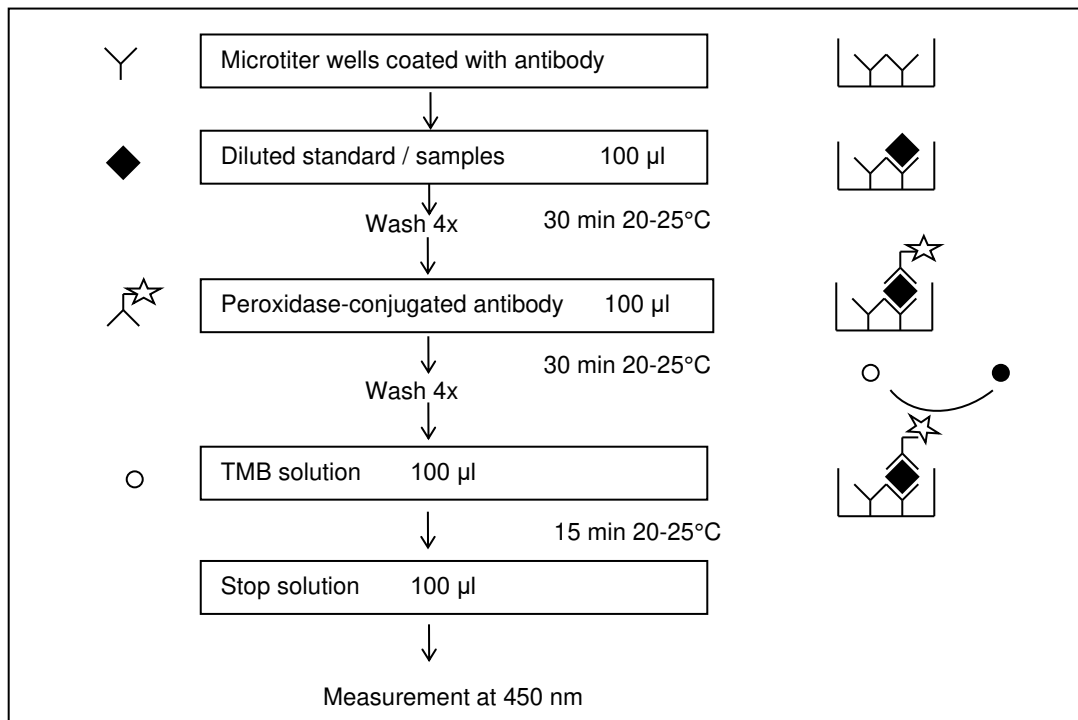 Microtiter wells coated with antibody
Diluted standard / samples 100 µl
Wash 4x 30 min 20-25°C
Peroxidase-conjugated antibody 100 µl
30 min 20-25°C
Wash 4x
TMB solution 100 µl
15 min 20-25°C
Stop solution 100 µl
Measurement at 450 nm